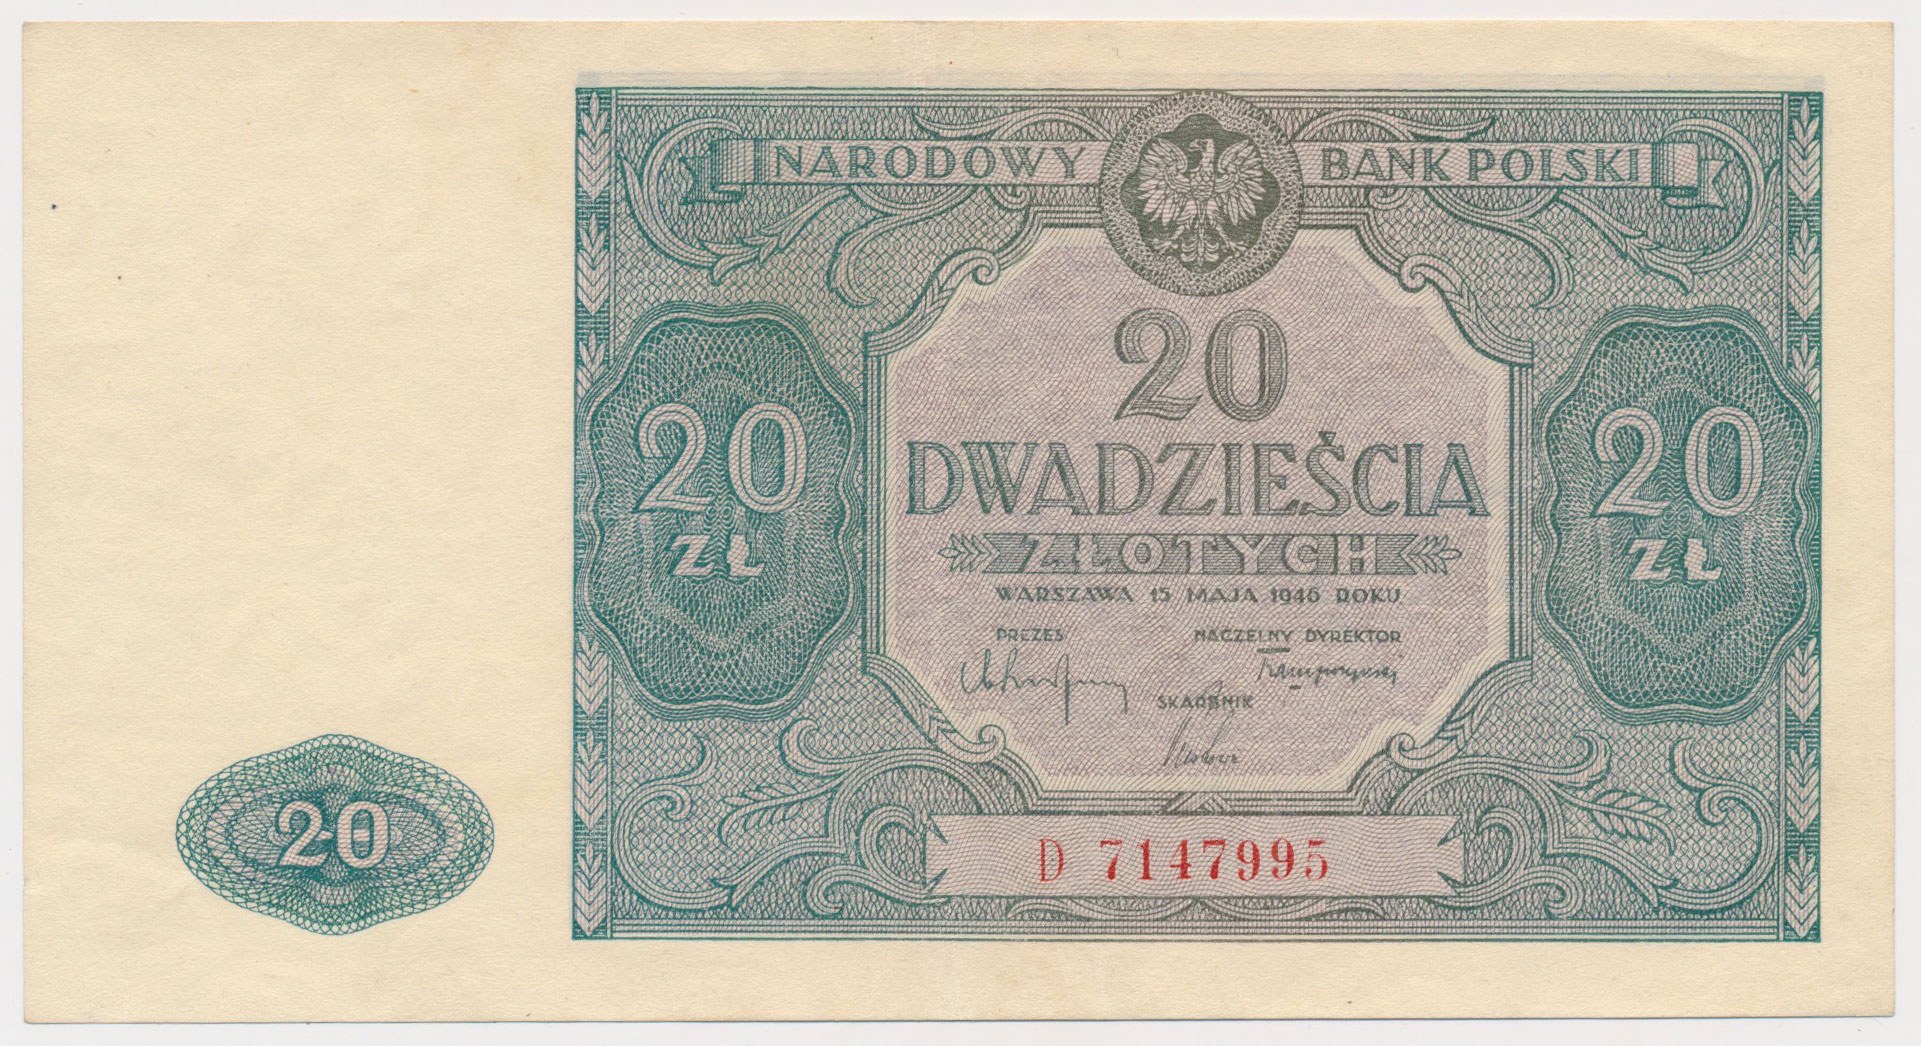 NARODOWY BANK POLSKI
20
DWADZIEŚCIA
ZŁOTYCH
WARSZAWA 15 MAJA 1946 ROKU
PREZES NACZELNY DYREKTOR
SKARBNIK
20 zł
20 zł
20
D 7147995